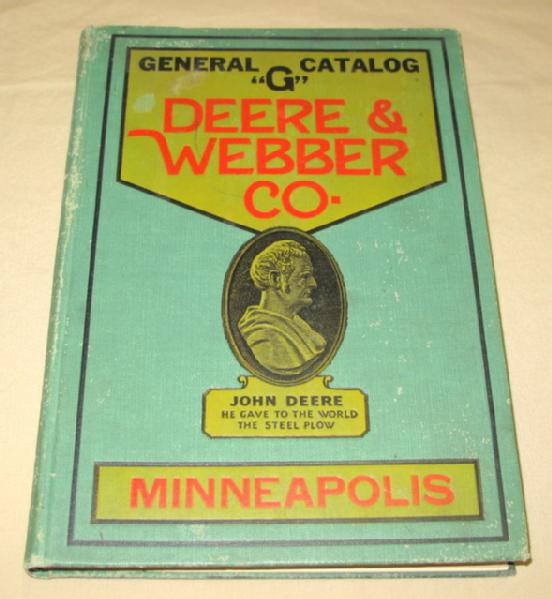 GENERAL "G" CATALOG
DEERE &
WEBBER
CO.
JOHN DEERE
HE GAVE TO THE WORLD
THE STEEL PLOW
MINNEAPOLIS